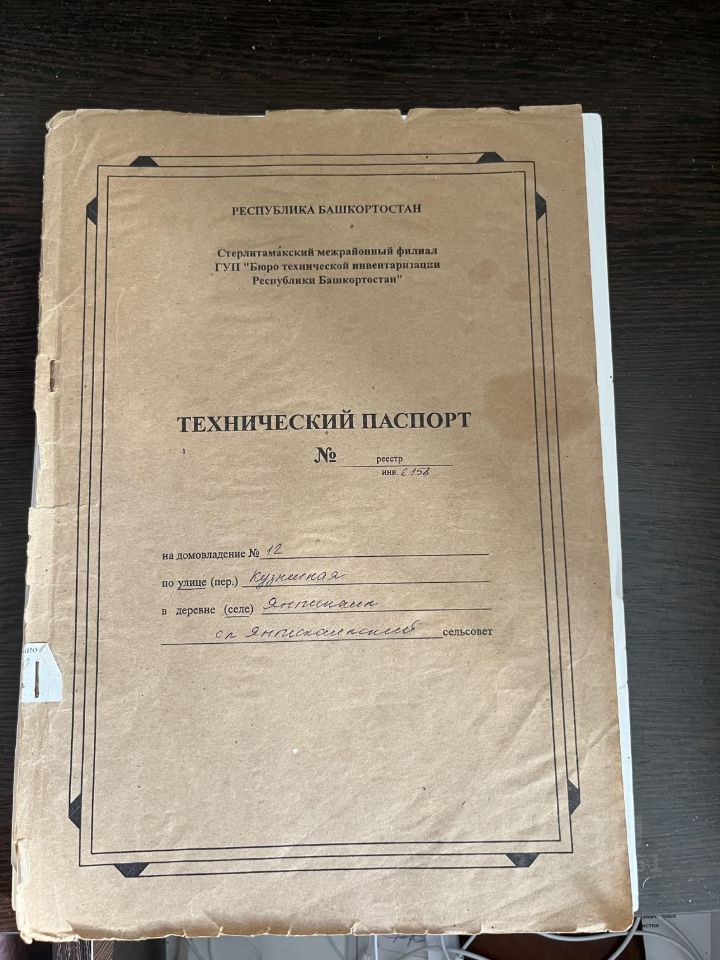 РЕСПУБЛИКА БАШКОРТОСТАН
Стерлитамакский межрайонный филиал
ГУП "Бюро технической инвентаризации
Республики Башкортостан"
ТЕХНИЧЕСКИЙ ПАСПОРТ
№ реестр
инв. 2158
на домовладение № 12
по улице (пер.)
в деревне (селе)
сп сельсовет